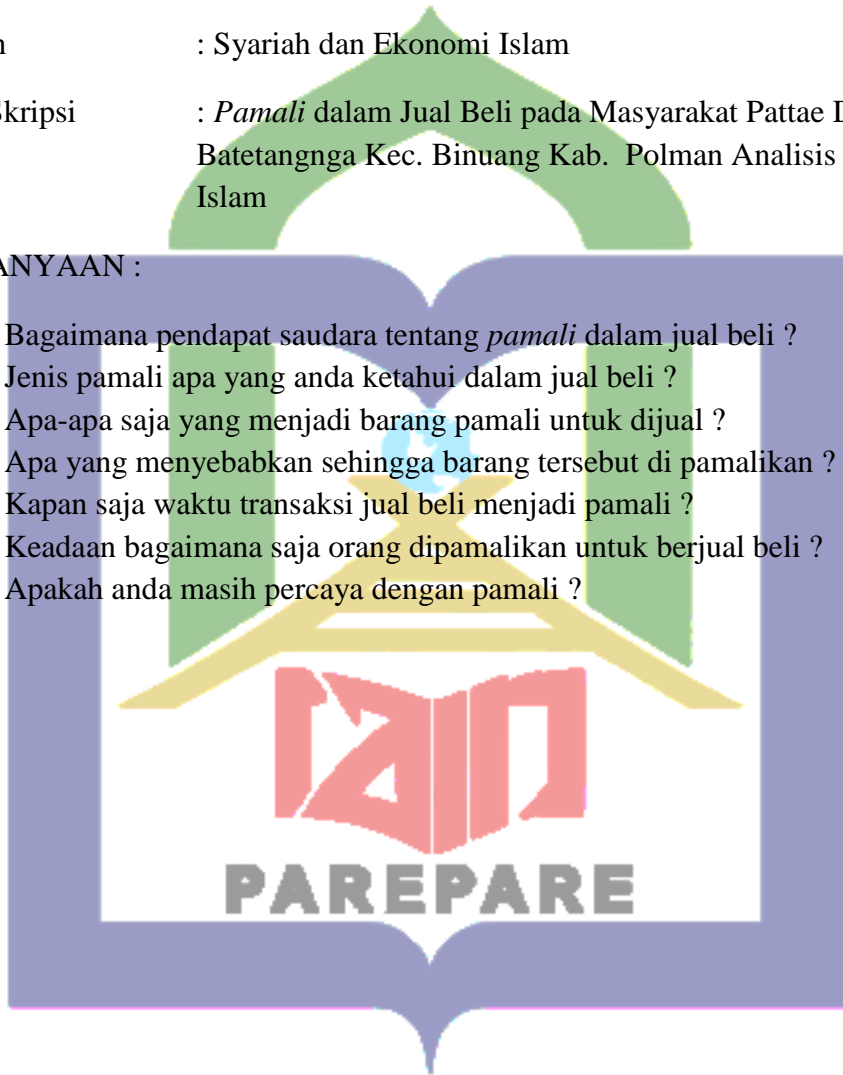 n : Syariah dan Ekonomi Islam
Skripsi : Pamali dalam Jual Beli pada Masyarakat Pattae D
Batetangnga Kec. Binuang Kab. Polman Analisis
Islam
ANYAAN :
Bagaimana pendapat saudara tentang pamali dalam jual beli ?
Jenis pamali apa yang anda ketahui dalam jual beli ?
Apa-apa saja yang menjadi barang pamali untuk dijual ?
Apa yang menyebabkan sehingga barang tersebut di pamalikan ?
Kapan saja waktu transaksi jual beli menjadi pamali ?
Keadaan bagaimana saja orang dipamalikan untuk berjual beli ?
Apakah anda masih percaya dengan pamali ?
iain
PAREPARE